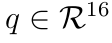 q ∈ ℛ¹⁶